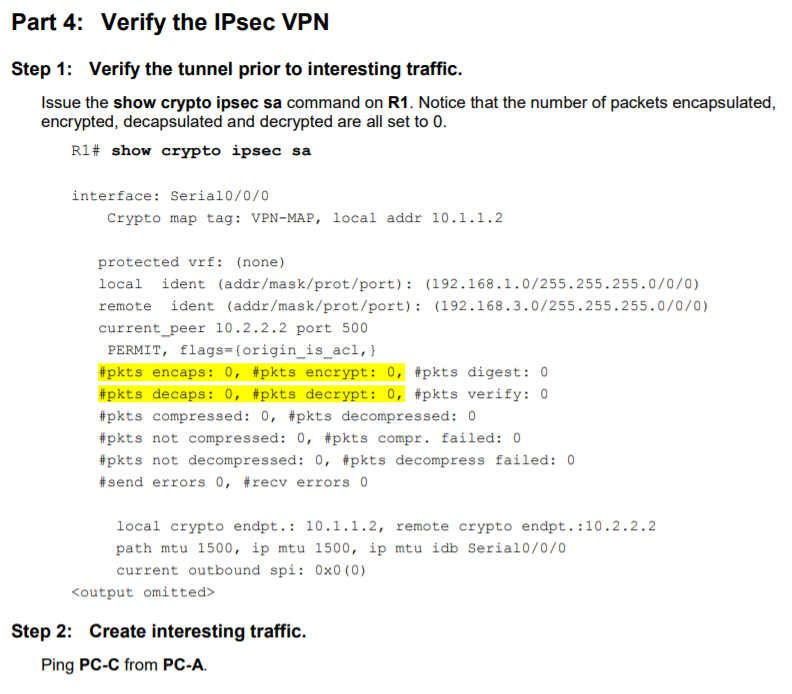 Part 4: Verify the IPsec VPN
Step 1: Verify the tunnel prior to interesting traffic.
Issue the show crypto ipsec sa command on R1. Notice that the number of packets encapsulated,
encrypted, decapsulated and decrypted are all set to 0.
R1# show crypto ipsec sa
interface: Serial0/0/0
Crypto map tag: VPN-MAP, local addr 10.1.1.2
protected vrf: (none)
local ident (addr/mask/prot/port): (192.168.1.0/255.255.255.0/0/0)
remote ident (addr/mask/prot/port): (192.168.3.0/255.255.255.0/0/0)
current_peer 10.2.2.2 port 500
PERMIT, flags={origin_is_acl,}
#pkts encaps: 0, #pkts encrypt: 0, #pkts digest: 0
#pkts decaps: 0, #pkts decrypt: 0, #pkts verify: 0
#pkts compressed: 0, #pkts decompressed: 0
#pkts not compressed: 0, #pkts compr. failed: 0
#pkts not decompressed: 0, #pkts decompress failed: 0
#send errors 0, #recv errors 0
local crypto endpt.: 10.1.1.2, remote crypto endpt.:10.2.2.2
path mtu 1500, ip mtu 1500, ip mtu idb Serial0/0/0
current outbound spi: 0x0(0)
<output omitted>
Step 2: Create interesting traffic.
Ping PC-C from PC-A.